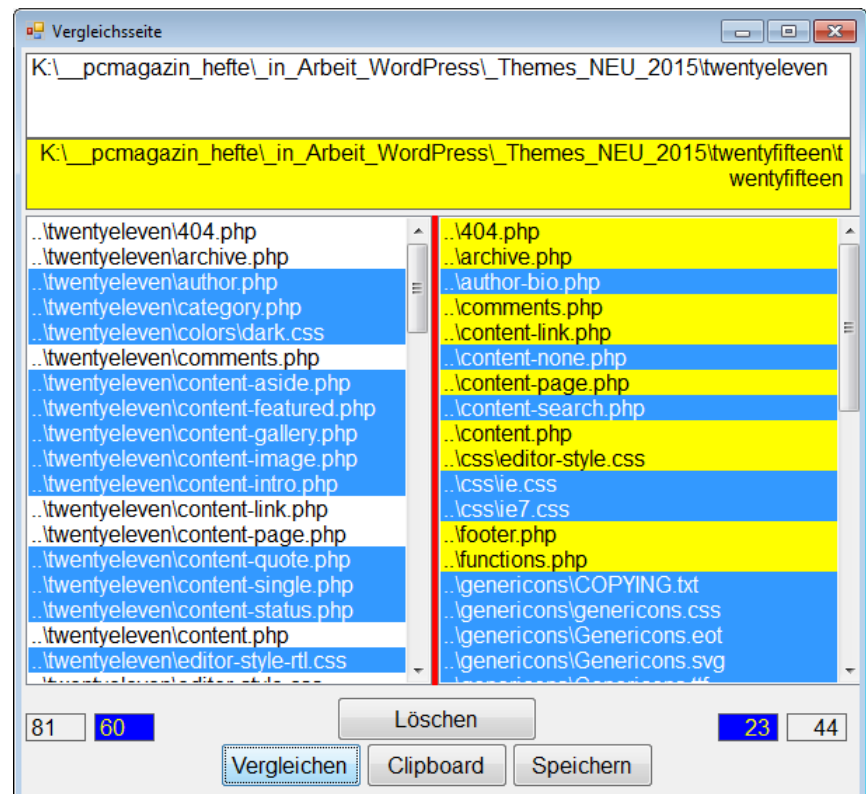 Vergleichsseite
K:\__pcmagazin_hefte\_in_Arbeit_WordPress\_Themes_NEU_2015\twentyeleven
K:\__pcmagazin_hefte\_in_Arbeit_WordPress\_Themes_NEU_2015\twentyfifteen\t
wentyfifteen
..\twentyeleven\404.php
..\twentyeleven\archive.php
..\twentyeleven\author.php
..\twentyeleven\category.php
..\twentyeleven\colors\dark.css
..\twentyeleven\comments.php
..\twentyeleven\content-aside.php
..\twentyeleven\content-featured.php
..\twentyeleven\content-gallery.php
..\twentyeleven\content-image.php
..\twentyeleven\content-intro.php
..\twentyeleven\content-link.php
..\twentyeleven\content-page.php
..\twentyeleven\content-quote.php
..\twentyeleven\content-single.php
..\twentyeleven\content-status.php
..\twentyeleven\content.php
..\twentyeleven\editor-style-rtl.css
..\twentyeleven\editor-style.css
..\404.php
..\archive.php
..\author-bio.php
..\comments.php
..\content-link.php
..\content-none.php
..\content-page.php
..\content-search.php
..\content.php
..\css\editor-style.css
..\css\ie.css
..\css\ie7.css
..\footer.php
..\functions.php
..\genericons\COPYING.txt
..\genericons\genericons.css
..\genericons\Genericons.eot
..\genericons\Genericons.svg
..\genericons\Genericons.ttf
81 60
Löschen
23 44
Vergleichen Clipboard Speichern